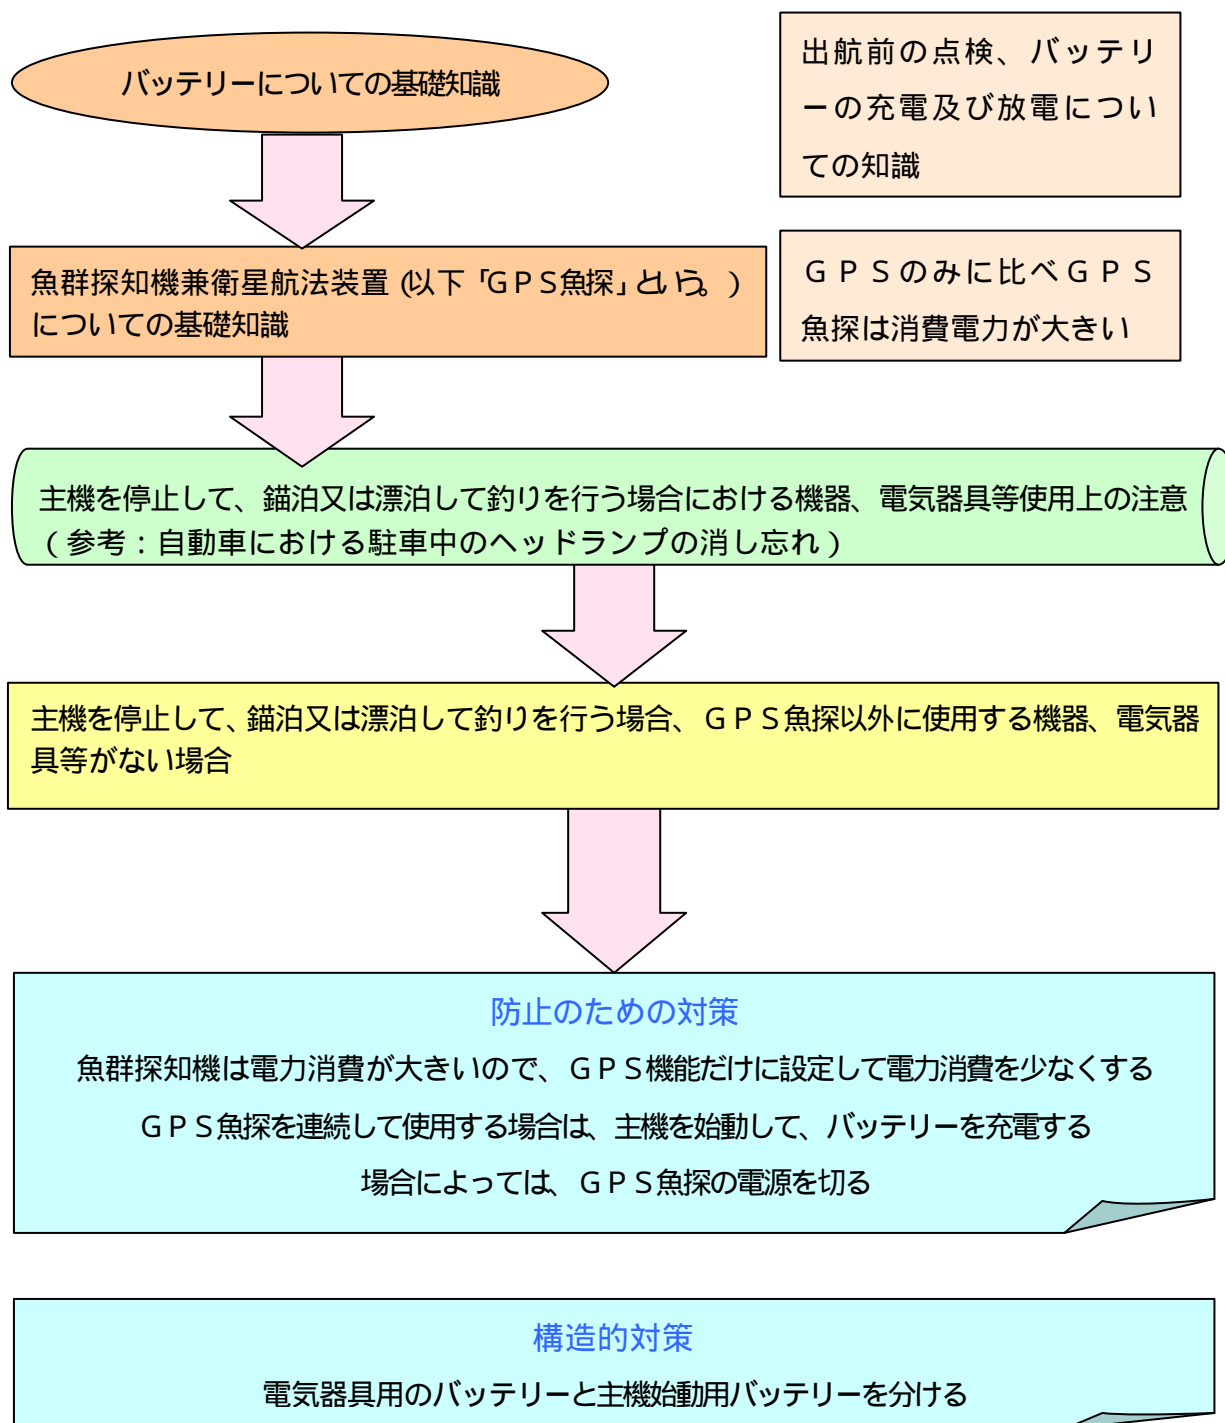 バッテリーについての基礎知識
出航前の点検、バッテリ
ーの充電及び放電につい
ての知識
魚群探知機兼衛星航法装置（以下「ＧＰＳ魚探」という。）
についての基礎知識
ＧＰＳのみに比べＧＰＳ
魚探は消費電力が大きい
主機を停止して、錨泊又は漂泊して釣りを行う場合における機器、電気器具等使用上の注意
（参考：自動車における駐車中のヘッドランプの消し忘れ）
主機を停止して、錨泊又は漂泊して釣りを行う場合、ＧＰＳ魚探以外に使用する機器、電気器
具等がない場合
防止のための対策
魚群探知機は電力消費が大きいので、ＧＰＳ機能だけに設定して電力消費を少なくする
ＧＰＳ魚探を連続して使用する場合は、主機を始動して、バッテリーを充電する
場合によっては、ＧＰＳ魚探の電源を切る
構造的対策
電気器具用のバッテリーと主機始動用バッテリーを分ける